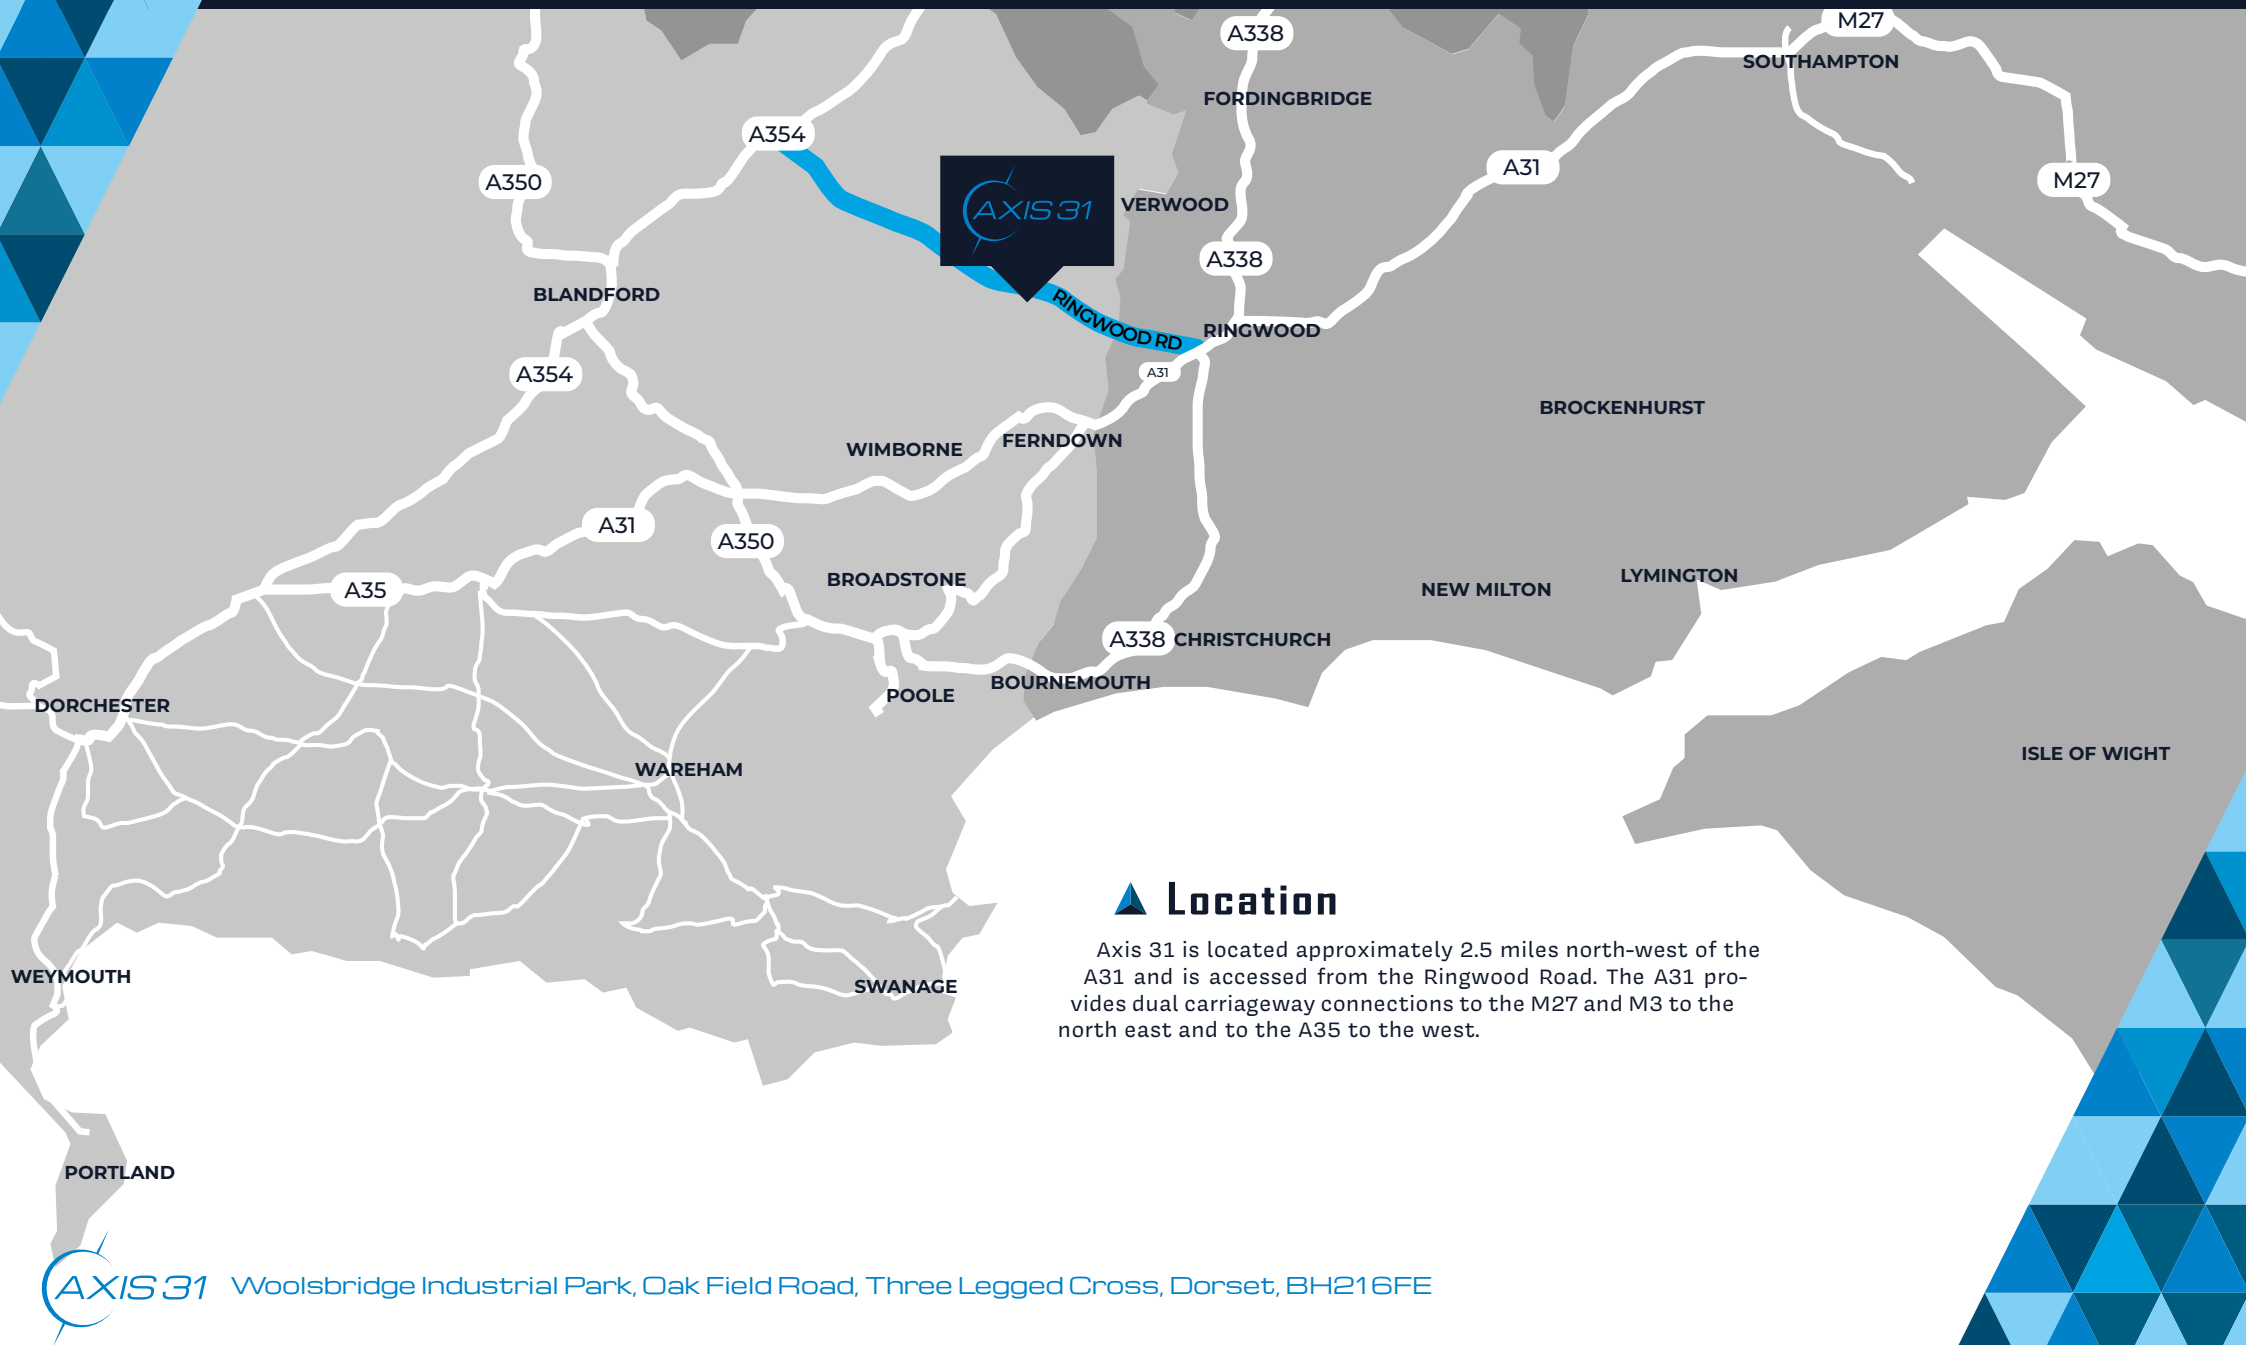 M27
A338
SOUTHAMPTON
FORDINGBRIDGE
A354
A31
A350
M27
AXIS 31
VERWOOD
A338
BLANDFORD
RINGWOOD RD
RINGWOOD
A354
A31
BROCKENHURST
WIMBORNE
FERNDOWN
A31
A350
BROADSTONE
LYMINGTON
A35
NEW MILTON
A338
CHRISTCHURCH
BOURNEMOUTH
POOLE
DORCHESTER
ISLE OF WIGHT
WAREHAM
Location
Axis 31 is located approximately 2.5 miles north-west of the
A31 and is accessed from the Ringwood Road. The A31 pro-
vides dual carriageway connections to the M27 and M3 to the
north east and to the A35 to the west.
WEYMOUTH
SWANAGE
PORTLAND
AXIS 31
Woolsbridge Industrial Park, Oak Field Road, Three Legged Cross, Dorset, BH216FE